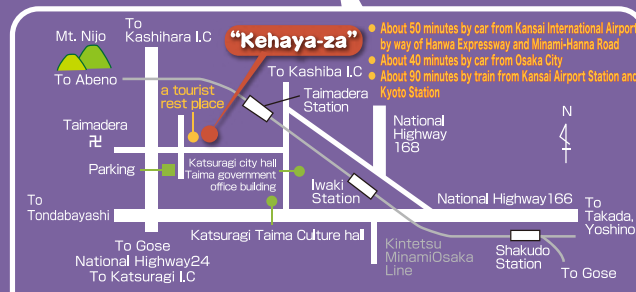 Mt. Nijo
To
Kashihara I.C
"Kehaya-za"
● About 50 minutes by car from Kansai International Airport
by way of Hanwa Expressway and Minami-Hanna Road
● About 40 minutes by car from Osaka City
● About 90 minutes by train from Kansai Airport Station and
Kyoto Station
To Abeno
To Kashiba I.C
a tourist
rest place
Taimadera
Station
National
Highway
168
N
Taimadera
卍
Parking
Katsuragi city hall
Taima government
office building
Iwaki
Station
To
Tondabayashi
National Highway166
To
Takada,
Yoshino
Katsuragi Taima Culture hall
To Gose
National Highway24
To Katsuragi I.C
Kintetsu
MinamiOsaka
Line
Shakudo
Station
To Gose